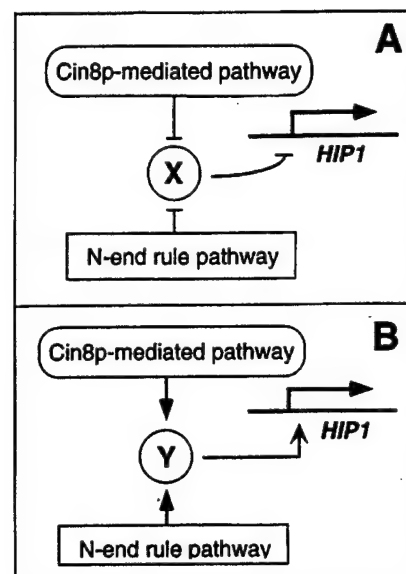 A
Cin8p-mediated pathway
HIP1
X
N-end rule pathway
B
Cin8p-mediated pathway
HIP1
Y
N-end rule pathway